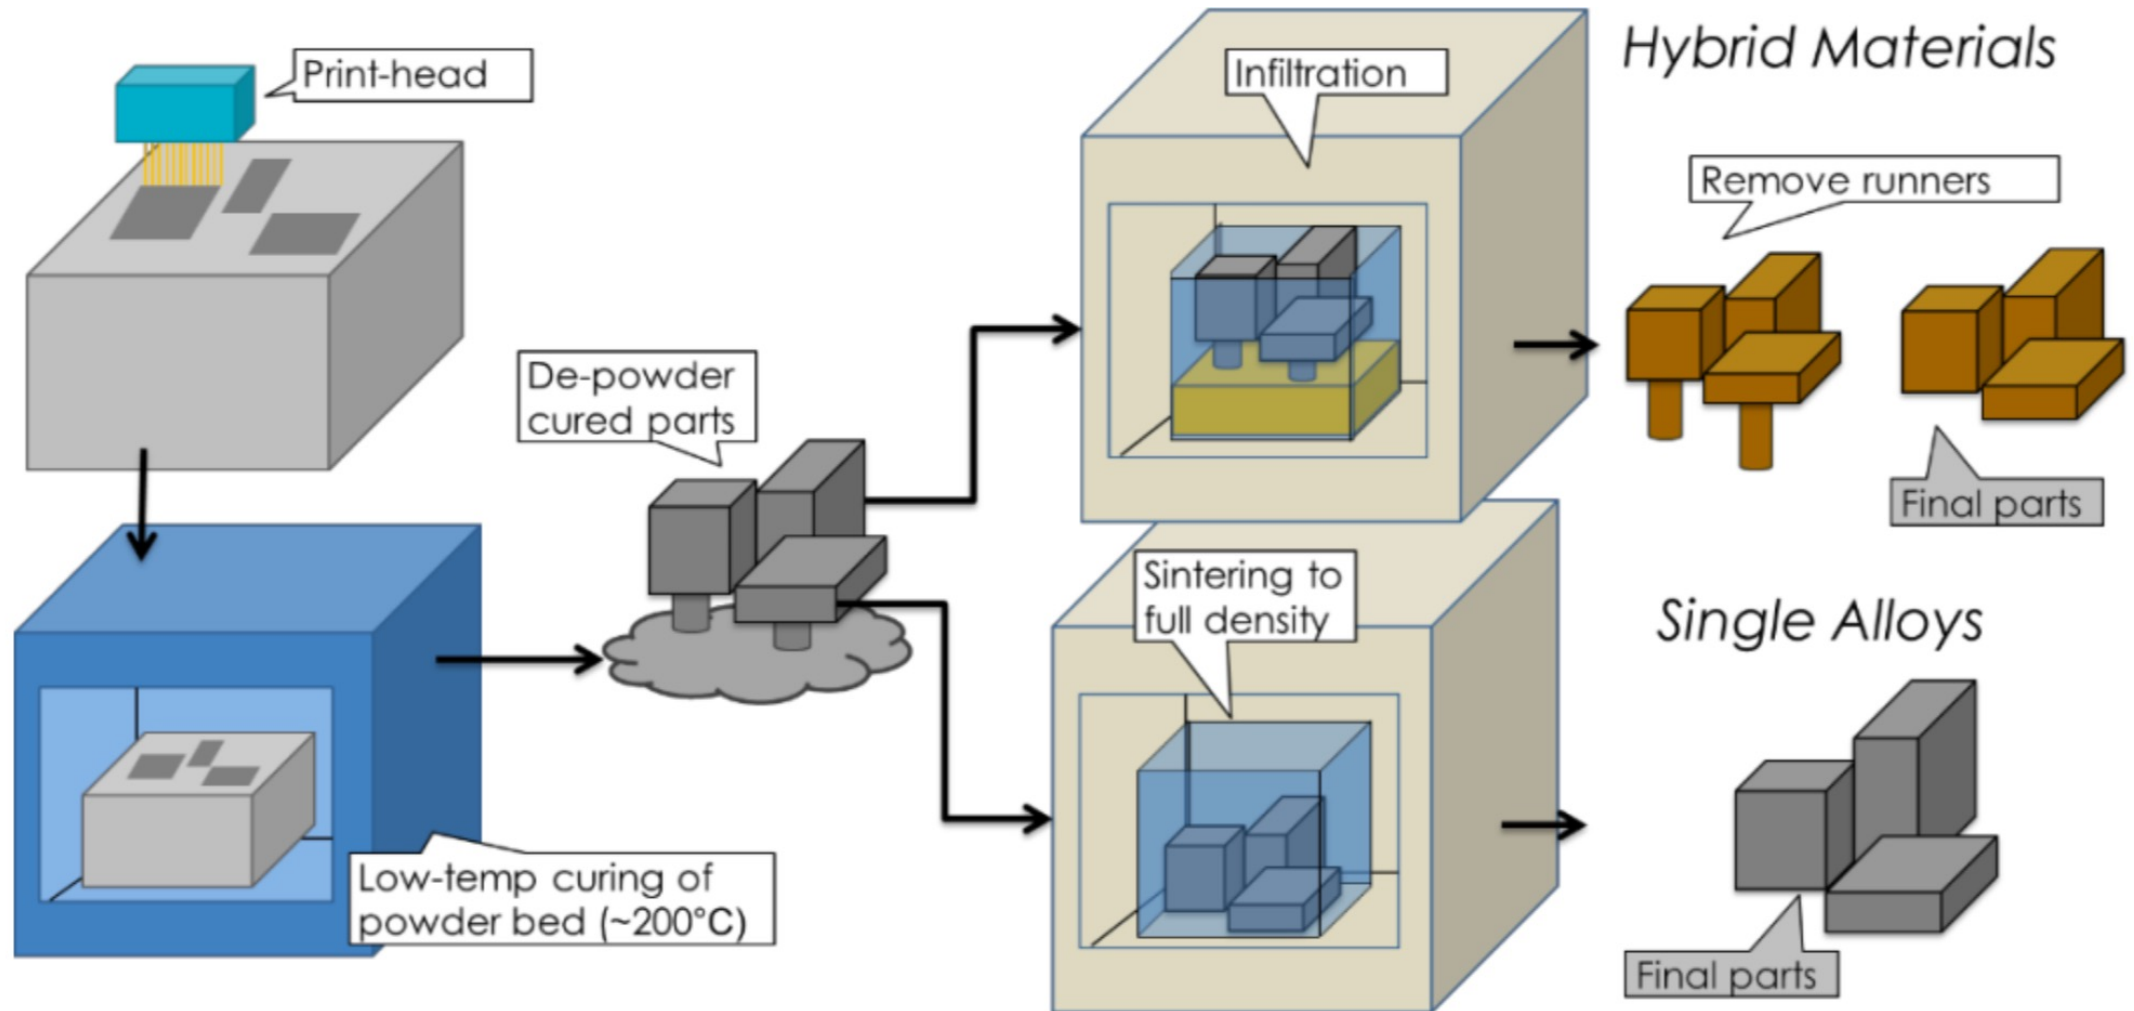 Print-head
Infiltration
Hybrid Materials
Remove runners
De-powder
cured parts
Final parts
Sintering to
full density
Single Alloys
Low-temp curing of
powder bed (~200°C)
Final parts